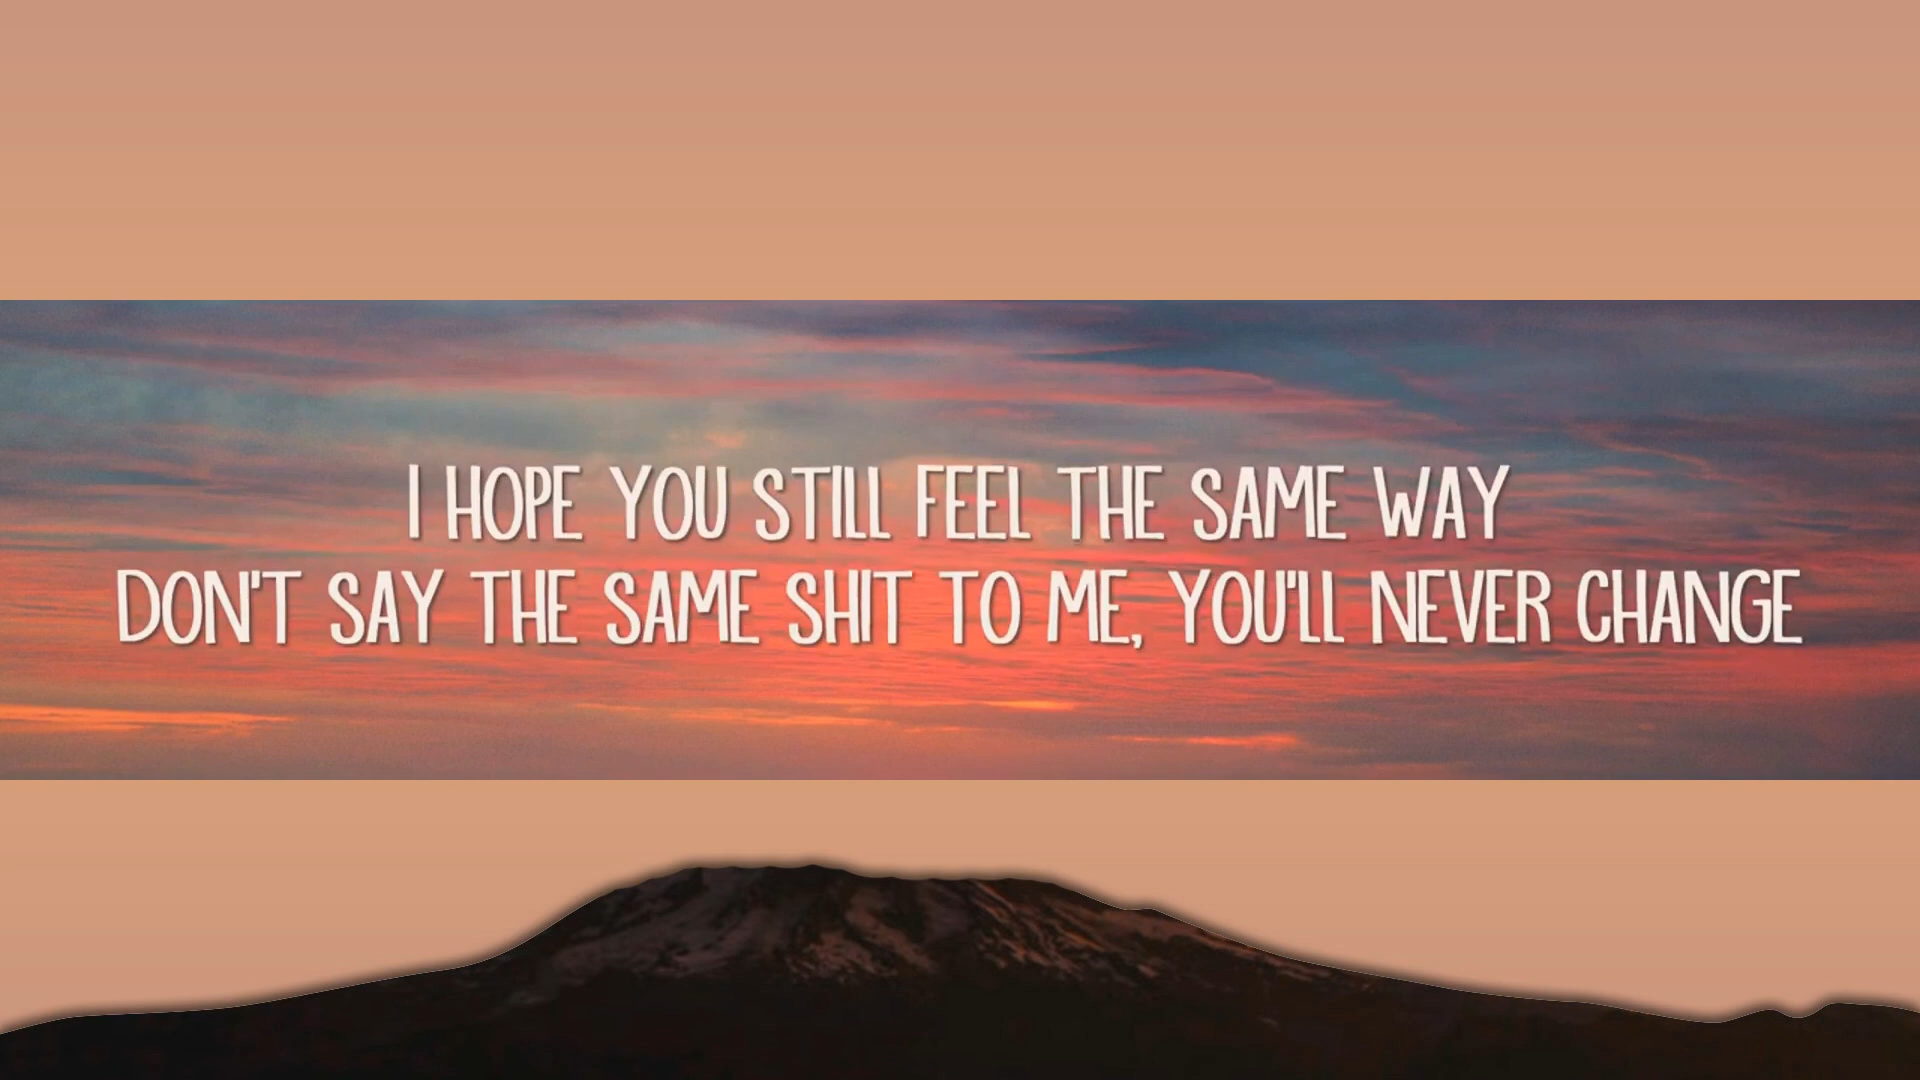 I HOPE YOU STILL FEEL THE SAME WAY
DON'T SAY THE SAME SHIT TO ME, YOU'LL NEVER CHANGE